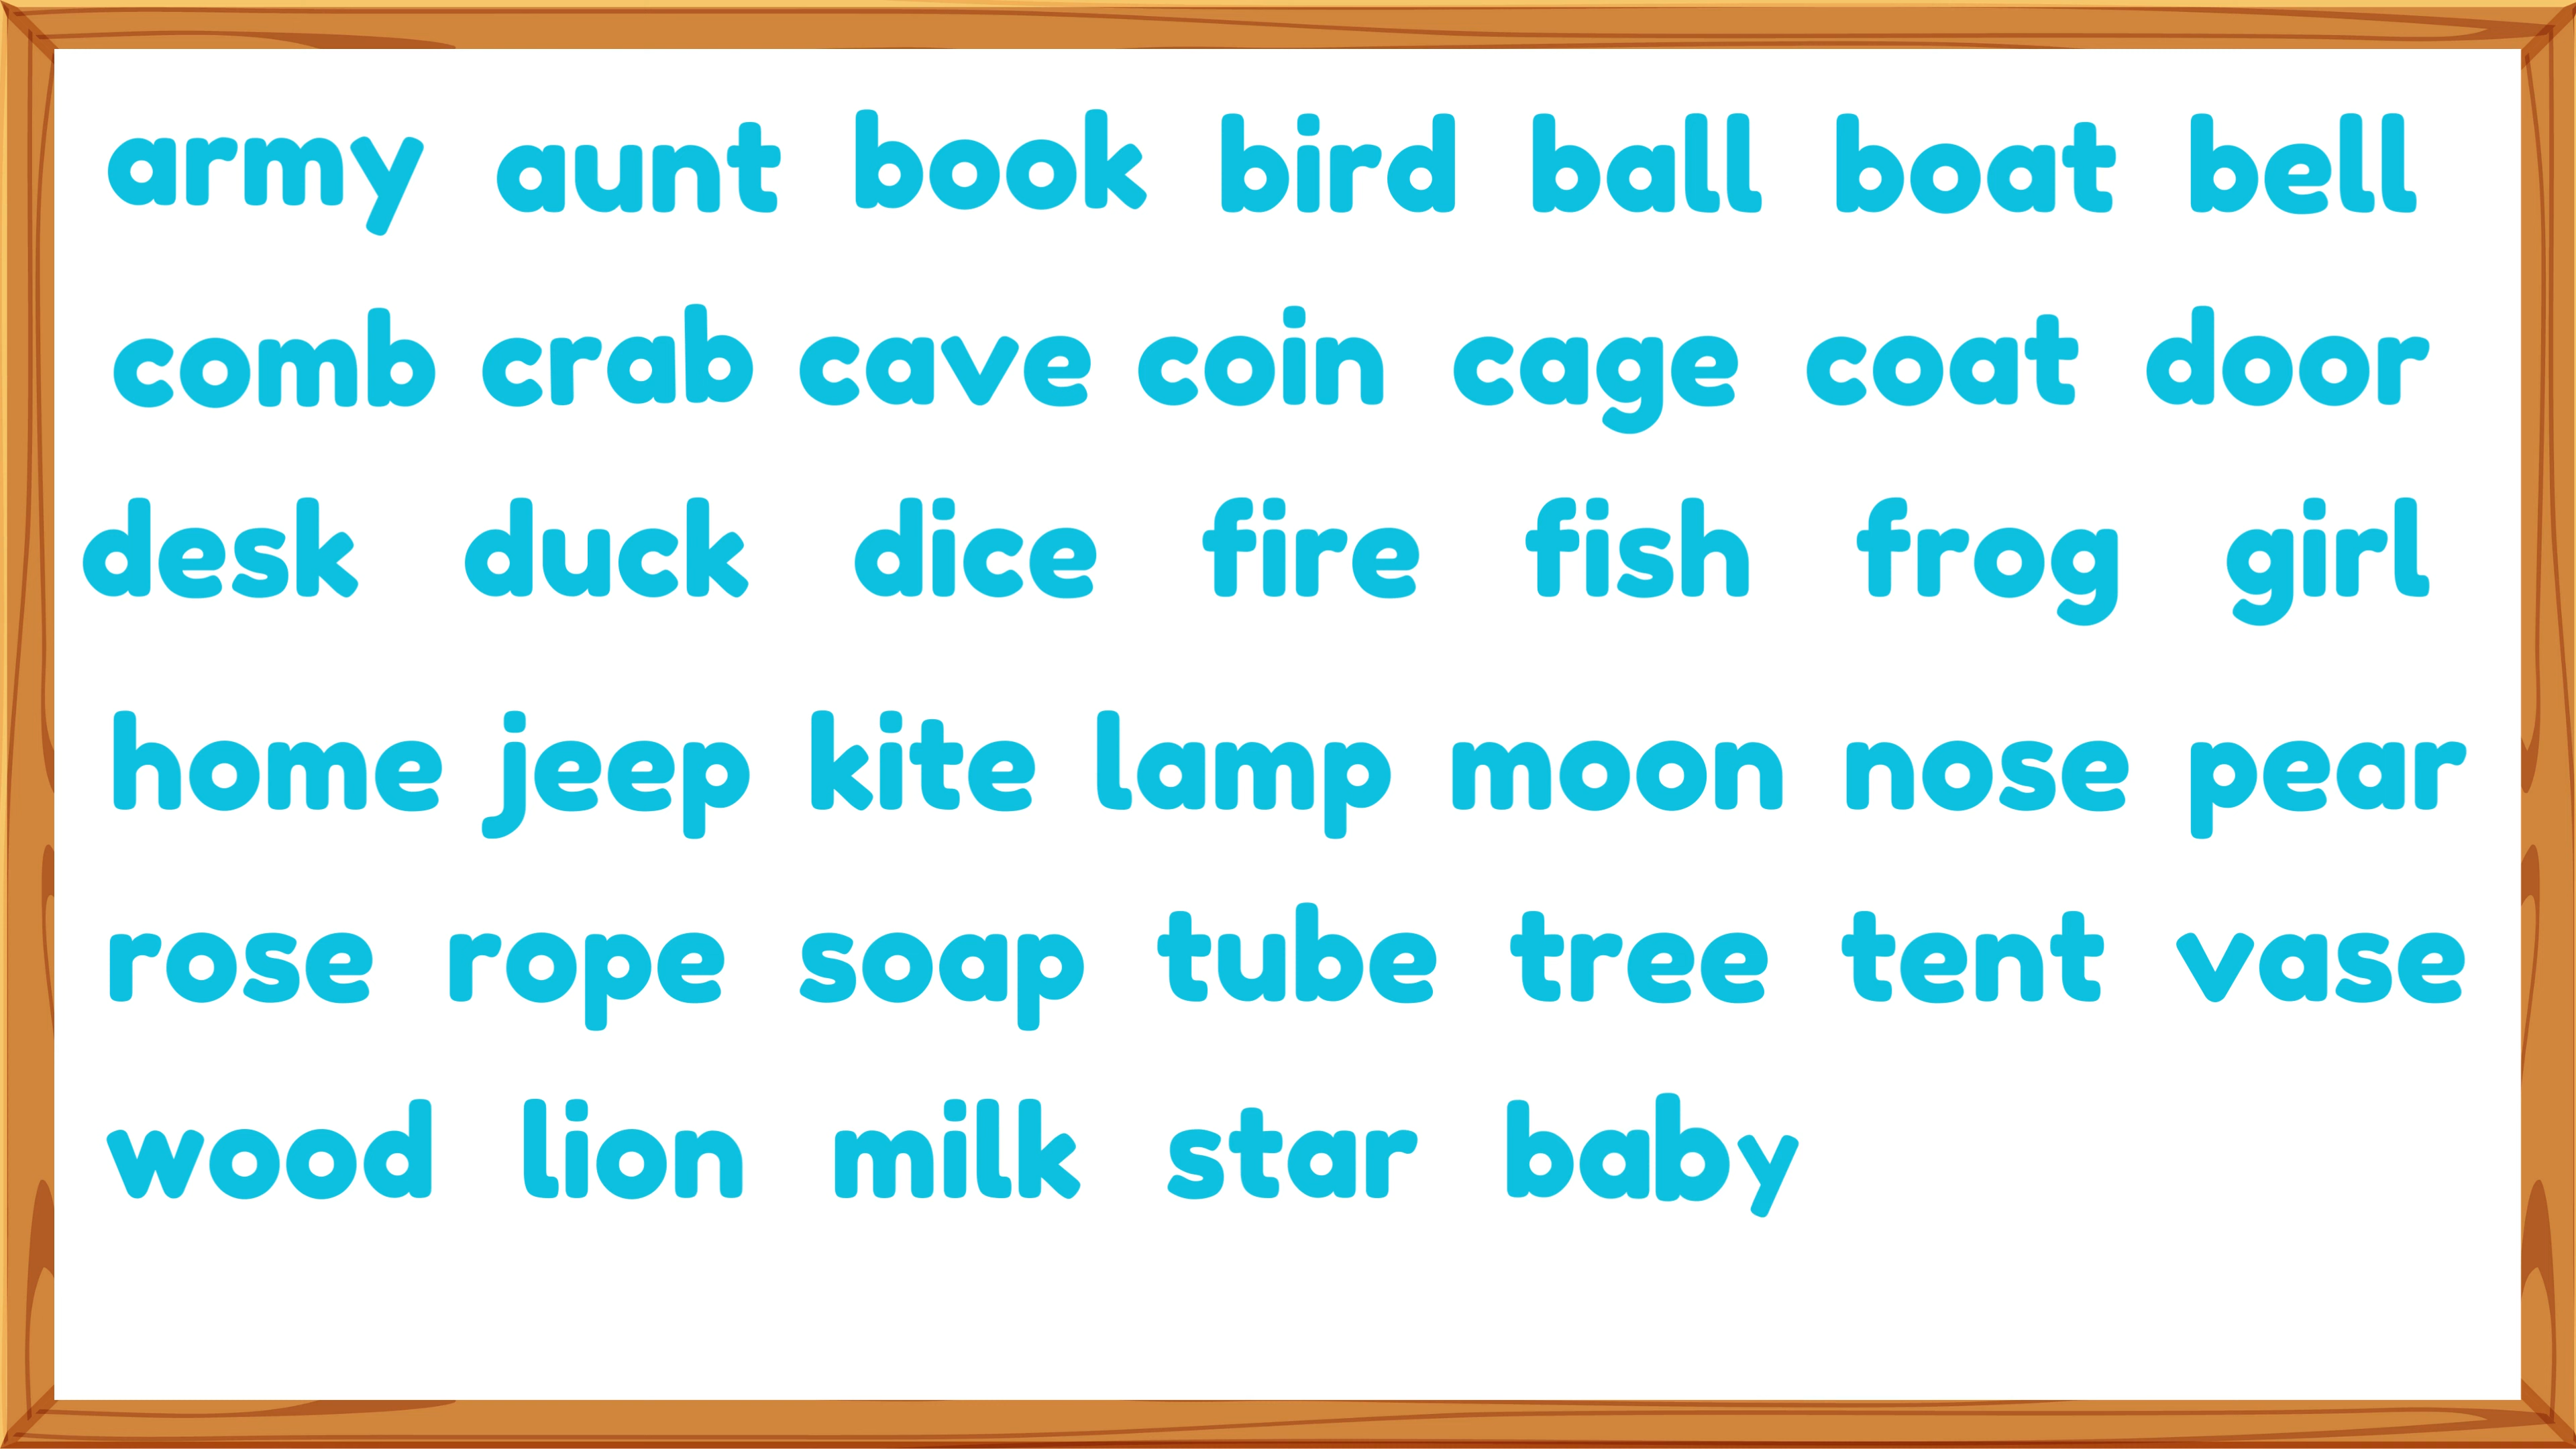 army aunt book bird ball boat bell
comb crab cave coin cage coat door
desk duck dice fire fish frog girl
home jeep kite lamp moon nose pear
rose rope soap tube tree tent vase
wood lion milk star baby